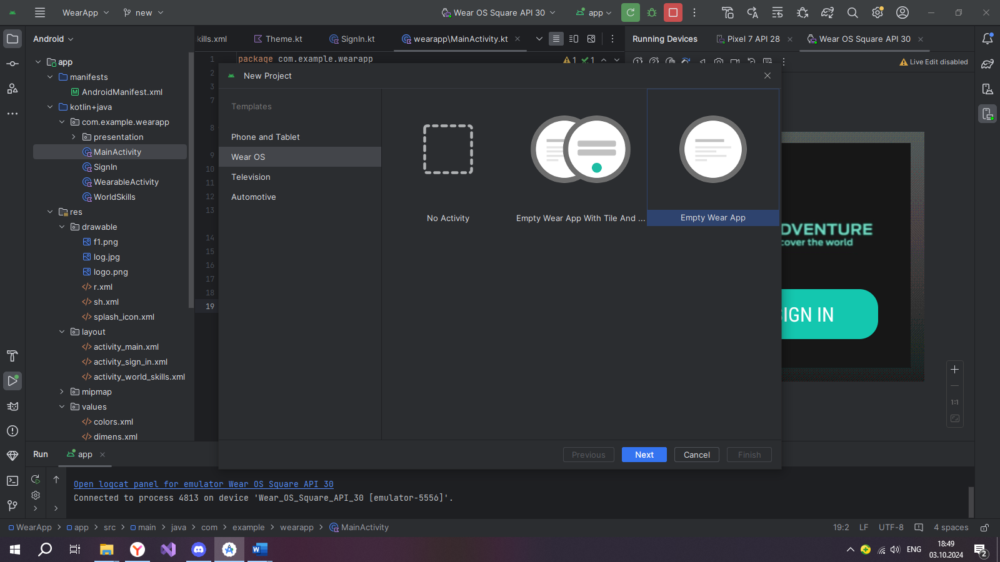 WearApp
new
Wear OS Square API 30
app
Android
kills.xml
Theme.kt
SignIn.kt
wearapp\MainActivity.kt
Running Devices
Pixel 7 API 28
Wear OS Square API 30
app
manifests
AndroidManifest.xml
kotlin+java
com.example.wearapp
presentation
MainActivity
SignIn
WearableActivity
WorldSkills
res
drawable
f1.png
log.jpg
logo.png
r.xml
sh.xml
splash_icon.xml
layout
activity_main.xml
activity_sign_in.xml
activity_world_skills.xml
mipmap
values
colors.xml
dimens.xml
1
2
3
7
8
9
10
11
12
13
14
15
16
17
18
19
package com.example.wearapp
1
1
Live Edit disabled
New Project
Templates
Phone and Tablet
Wear OS
Television
Automotive
No Activity
Empty Wear App With Tile And ...
Empty Wear App
Previous
Next
Cancel
Finish
DVENTURE
cover the world
SIGN IN
1:1
Run
app
Open logcat panel for emulator Wear OS Square API 30
Connected to process 4813 on device 'Wear_OS_Square_API_30 [emulator-5556]'.
WearApp > app > src > main > java > com > example > wearapp > MainActivity
19:2
LF
UTF-8
4 spaces
ENG
18:49
03.10.2024
2